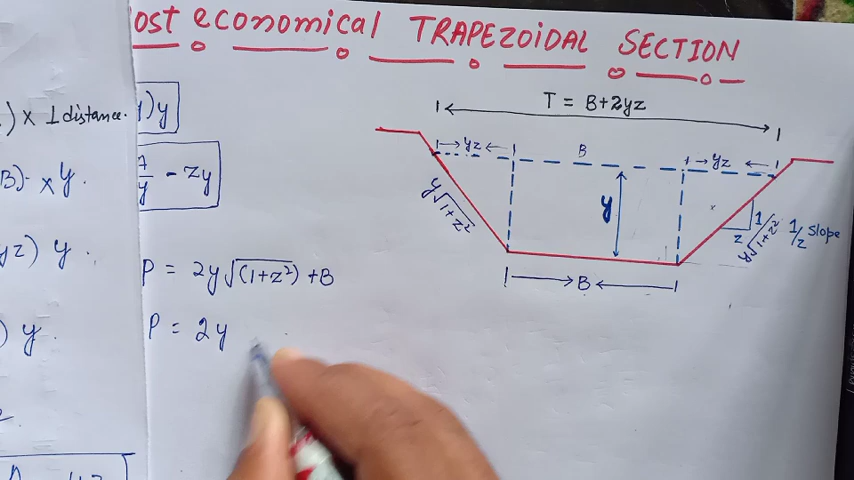 ost economical TRAPEZOIDAL SECTION
) x ⊥ distance.
)y
B) x y.
A/y - zy
yz) y
) y
P = 2y√(1+z²) + B
P = 2y
T = B+2yz
yz
B
yz
y√1+z²
y
1
z
y√1+z²
1/z slope
B